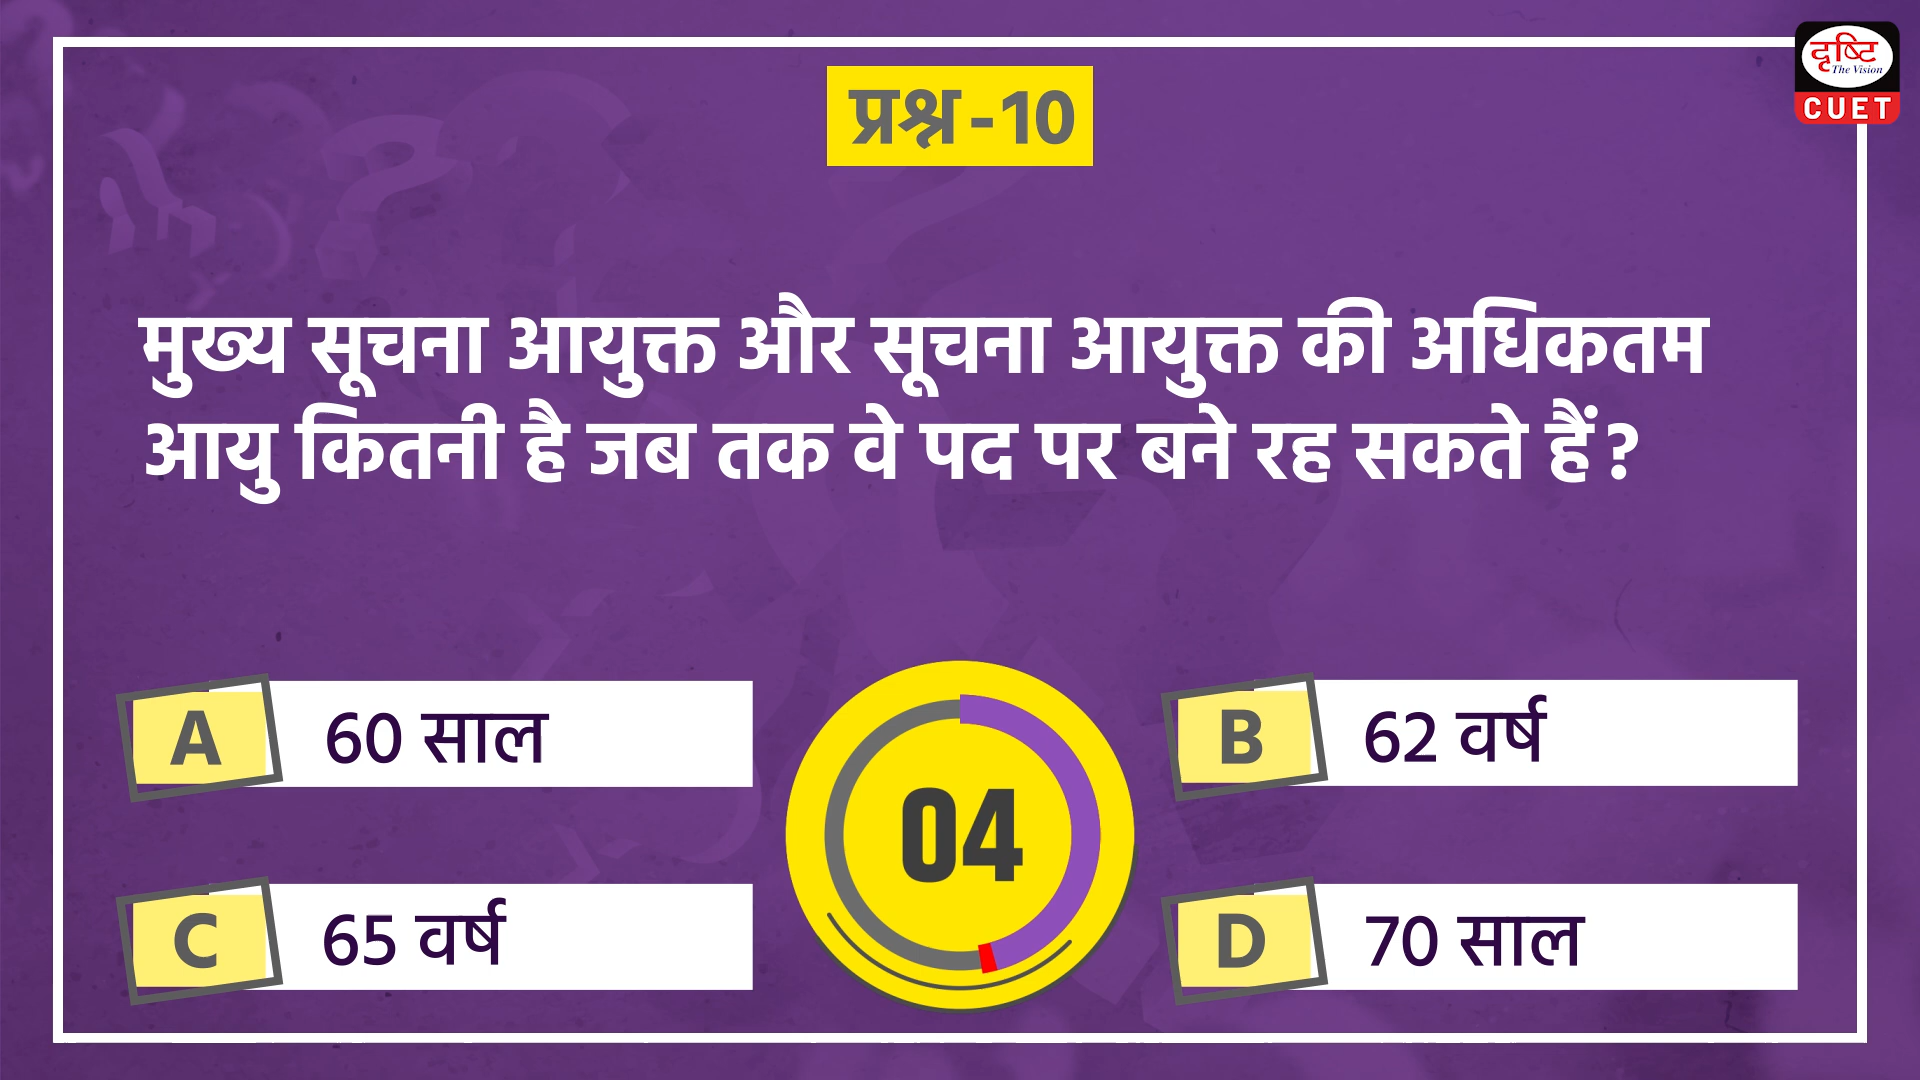 दृष्टि
The Vision
CUET
प्रश्न-10
मुख्य सूचना आयुक्त और सूचना आयुक्त की अधिकतम
आयु कितनी है जब तक वे पद पर बने रह सकते हैं?
A 60 साल
B 62 वर्ष
04
C 65 वर्ष
D 70 साल